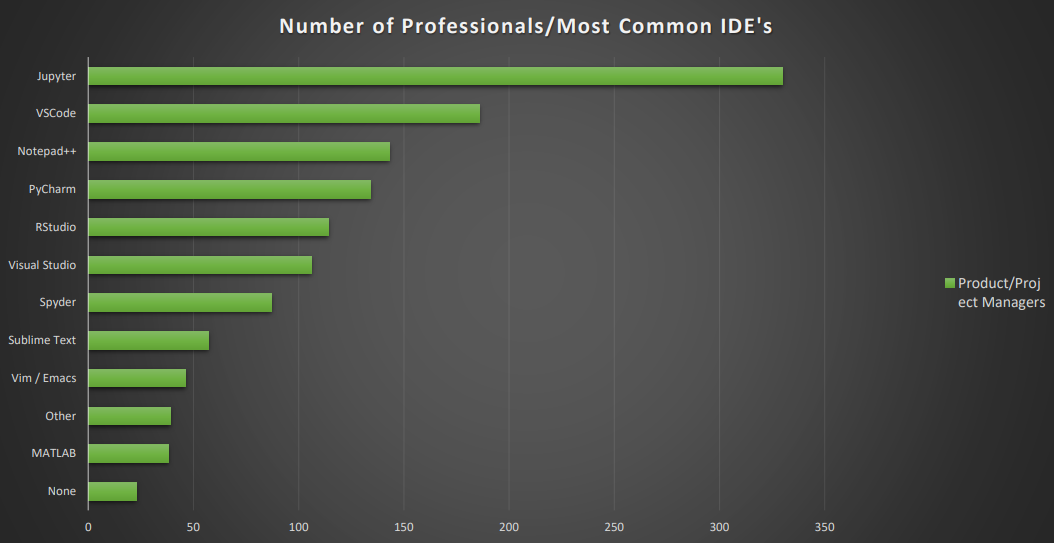 Number of Professionals/Most Common IDE's
Jupyter
VSCode
Notepad++
PyCharm
RStudio
Visual Studio
Spyder
Sublime Text
Vim / Emacs
Other
MATLAB
None
0 50 100 150 200 250 300 350
Product/Proj
ect Managers